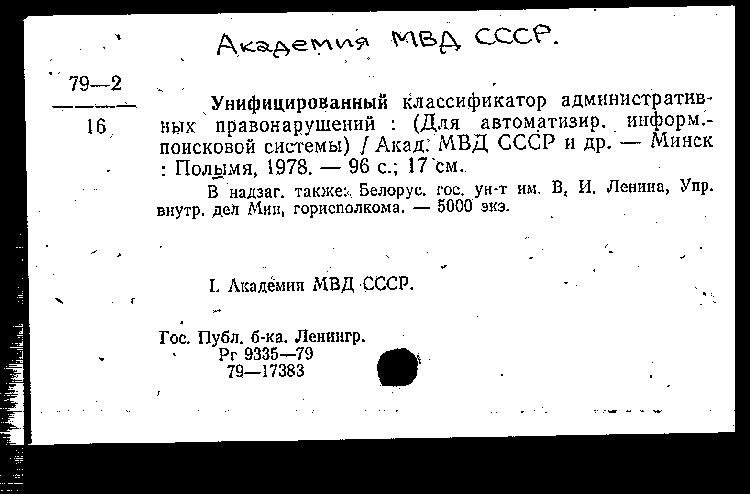 Академия МВД СССР.
79—2
16
Унифицированный классификатор административ-
ных правонарушений : (Для автоматизир. информ.-
поисковой системы) / Акад. МВД СССР и др. — Минск
: Полымя, 1978. — 96 с.; 17 см.
В надзаг. также: Белорус. гос. ун-т им. В. И. Ленина, Упр.
внутр. дел Мин, горисполкома. — 5000 экз.
I. Академия МВД СССР.
Гос. Публ. б-ка. Ленингр.
Рг 9335—79
79—17383